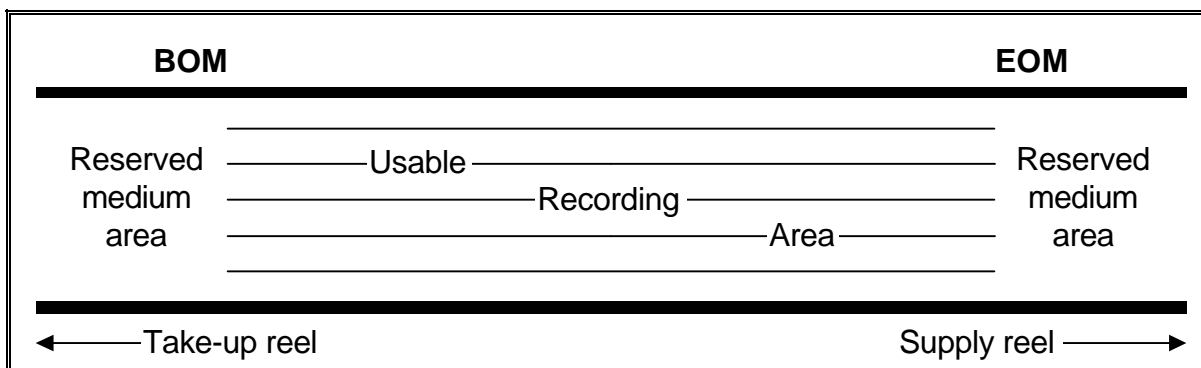 BOM EOM
Reserved medium area
Usable
Recording
Area
Reserved medium area
Take-up reel Supply reel